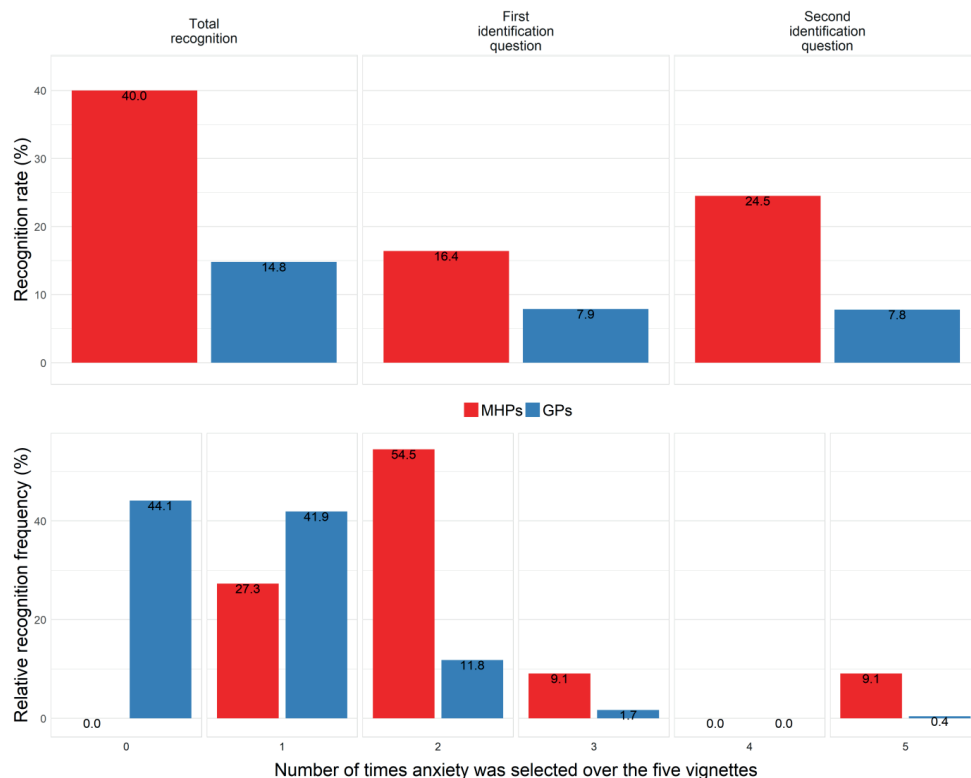 Total
recognition
First
identification
question
Second
identification
question
Recognition rate (%)
40
30
20
10
0
40.0
14.8
16.4
7.9
24.5
7.8
MHPs GPs
Relative recognition frequency (%)
40
20
0
0.0
44.1
27.3
41.9
54.5
11.8
9.1
1.7
0.0
0.0
9.1
0.4
0 1 2 3 4 5
Number of times anxiety was selected over the five vignettes